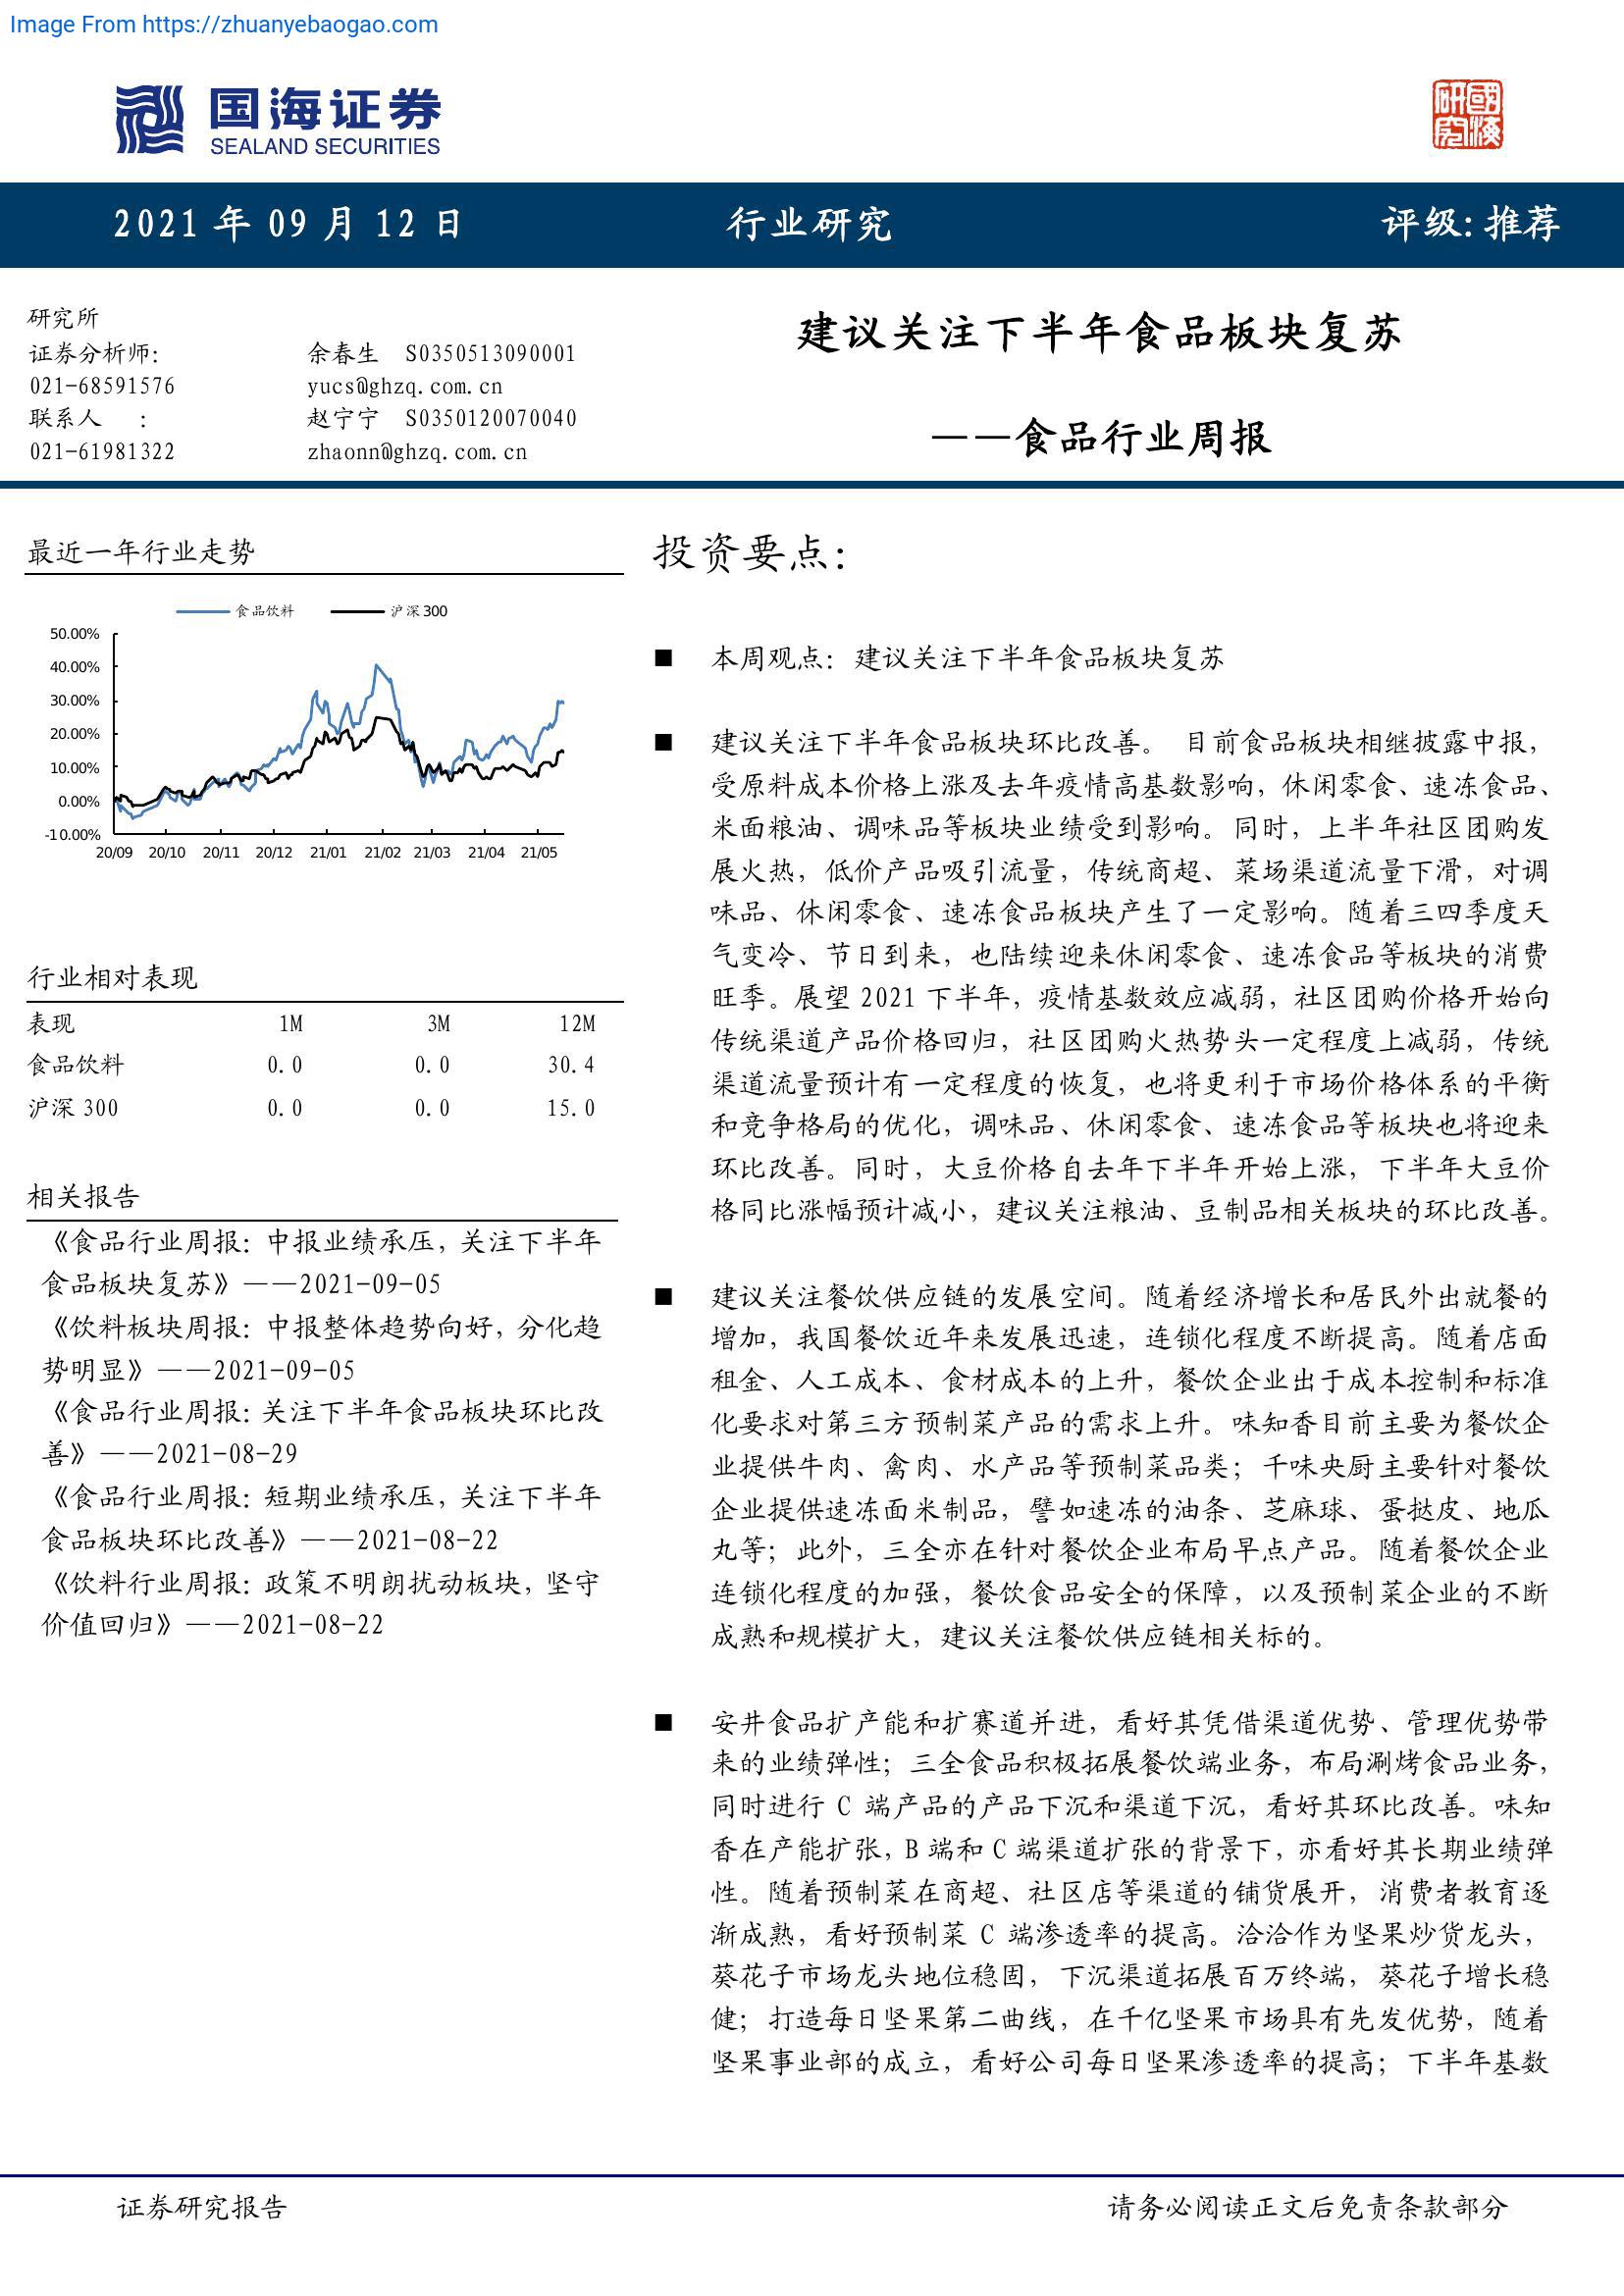 Image From https://zhuanyebaogao.com
国海证券
SEALAND SECURITIES
研究
國海
2021 年 09 月 12 日
行业研究
评级:推荐
研究所
证券分析师: 余春生 S0350513090001
021-68591576 yucs@ghzq.com.cn
联系人 : 赵宁宁 S0350120070040
021-61981322 zhaonn@ghzq.com.cn
建议关注下半年食品板块复苏
——食品行业周报
最近一年行业走势
食品饮料 沪深300
50.00%
40.00%
30.00%
20.00%
10.00%
0.00%
-10.00%
20/09 20/10 20/11 20/12 21/01 21/02 21/03 21/04 21/05
行业相对表现
表现 1M 3M 12M
食品饮料 0.0 0.0 30.4
沪深 300 0.0 0.0 15.0
相关报告
《食品行业周报:中报业绩承压,关注下半年
食品板块复苏》——2021-09-05
《饮料板块周报:中报整体趋势向好,分化趋
势明显》——2021-09-05
《食品行业周报:关注下半年食品板块环比改
善》——2021-08-29
《食品行业周报:短期业绩承压,关注下半年
食品板块环比改善》——2021-08-22
《饮料行业周报:政策不明朗扰动板块,坚守
价值回归》——2021-08-22
投资要点:
■ 本周观点:建议关注下半年食品板块复苏
■ 建议关注下半年食品板块环比改善。 目前食品板块相继披露中报,
受原料成本价格上涨及去年疫情高基数影响,休闲零食、速冻食品、
米面粮油、调味品等板块业绩受到影响。同时,上半年社区团购发
展火热,低价产品吸引流量,传统商超、菜场渠道流量下滑,对调
味品、休闲零食、速冻食品板块产生了一定影响。随着三四季度天
气变冷、节日到来,也陆续迎来休闲零食、速冻食品等板块的消费
旺季。展望 2021 下半年,疫情基数效应减弱,社区团购价格开始向
传统渠道产品价格回归,社区团购火热势头一定程度上减弱,传统
渠道流量预计有一定程度的恢复,也将更利于市场价格体系的平衡
和竞争格局的优化,调味品、休闲零食、速冻食品等板块也将迎来
环比改善。同时,大豆价格自去年下半年开始上涨,下半年大豆价
格同比涨幅预计减小,建议关注粮油、豆制品相关板块的环比改善。
■ 建议关注餐饮供应链的发展空间。随着经济增长和居民外出就餐的
增加,我国餐饮近年来发展迅速,连锁化程度不断提高。随着店面
租金、人工成本、食材成本的上升,餐饮企业出于成本控制和标准
化要求对第三方预制菜产品的需求上升。味知香目前主要为餐饮企
业提供牛肉、禽肉、水产品等预制菜品类;千味央厨主要针对餐饮
企业提供速冻面米制品,譬如速冻的油条、芝麻球、蛋挞皮、地瓜
丸等;此外,三全亦在针对餐饮企业布局早点产品。随着餐饮企业
连锁化程度的加强,餐饮食品安全的保障,以及预制菜企业的不断
成熟和规模扩大,建议关注餐饮供应链相关标的。
■ 安井食品扩产能和扩赛道并进,看好其凭借渠道优势、管理优势带
来的业绩弹性;三全食品积极拓展餐饮端业务,布局涮烤食品业务,
同时进行 C 端产品的产品下沉和渠道下沉,看好其环比改善。味知
香在产能扩张,B 端和 C 端渠道扩张的背景下,亦看好其长期业绩弹
性。随着预制菜在商超、社区店等渠道的铺货展开,消费者教育逐
渐成熟,看好预制菜 C 端渗透率的提高。洽洽作为坚果炒货龙头,
葵花子市场龙头地位稳固,下沉渠道拓展百万终端,葵花子增长稳
健;打造每日坚果第二曲线,在千亿坚果市场具有先发优势,随着
坚果事业部的成立,看好公司每日坚果渗透率的提高;下半年基数
证券研究报告
请务必阅读正文后免责条款部分